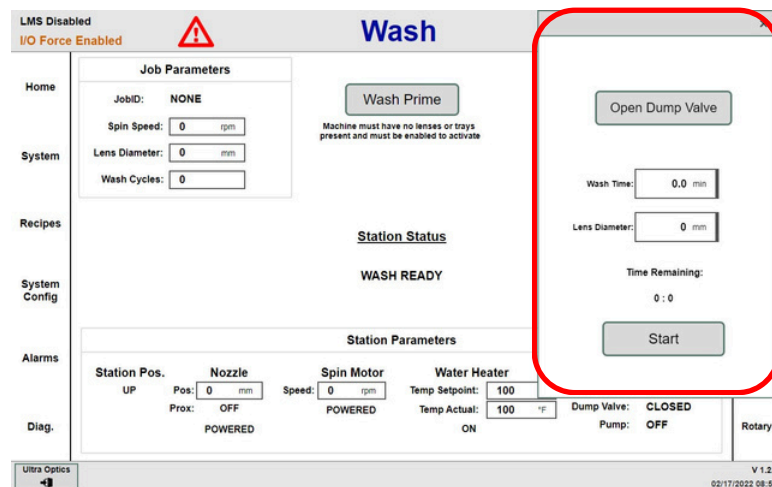 LMS Disabled
I/O Force Enabled
Wash
×
Home
System
Recipes
System
Config
Alarms
Diag.
Job Parameters
JobID: NONE
Spin Speed: 0 rpm
Lens Diameter: 0 mm
Wash Cycles: 0
Wash Prime
Machine must have no lenses or trays
present and must be enabled to activate
Station Status
WASH READY
Open Dump Valve
Wash Time: 0.0 min
Lens Diameter: 0 mm
Time Remaining:
0 : 0
Start
Station Parameters
Station Pos.
UP
Nozzle
Pos: 0 mm
Prox: OFF
POWERED
Spin Motor
Speed: 0 rpm
POWERED
Water Heater
Temp Setpoint: 100
Temp Actual: 100 °F
ON
Dump Valve: CLOSED
Pump: OFF
Rotary
Ultra Optics
V 1.2
02/17/2022 08:5